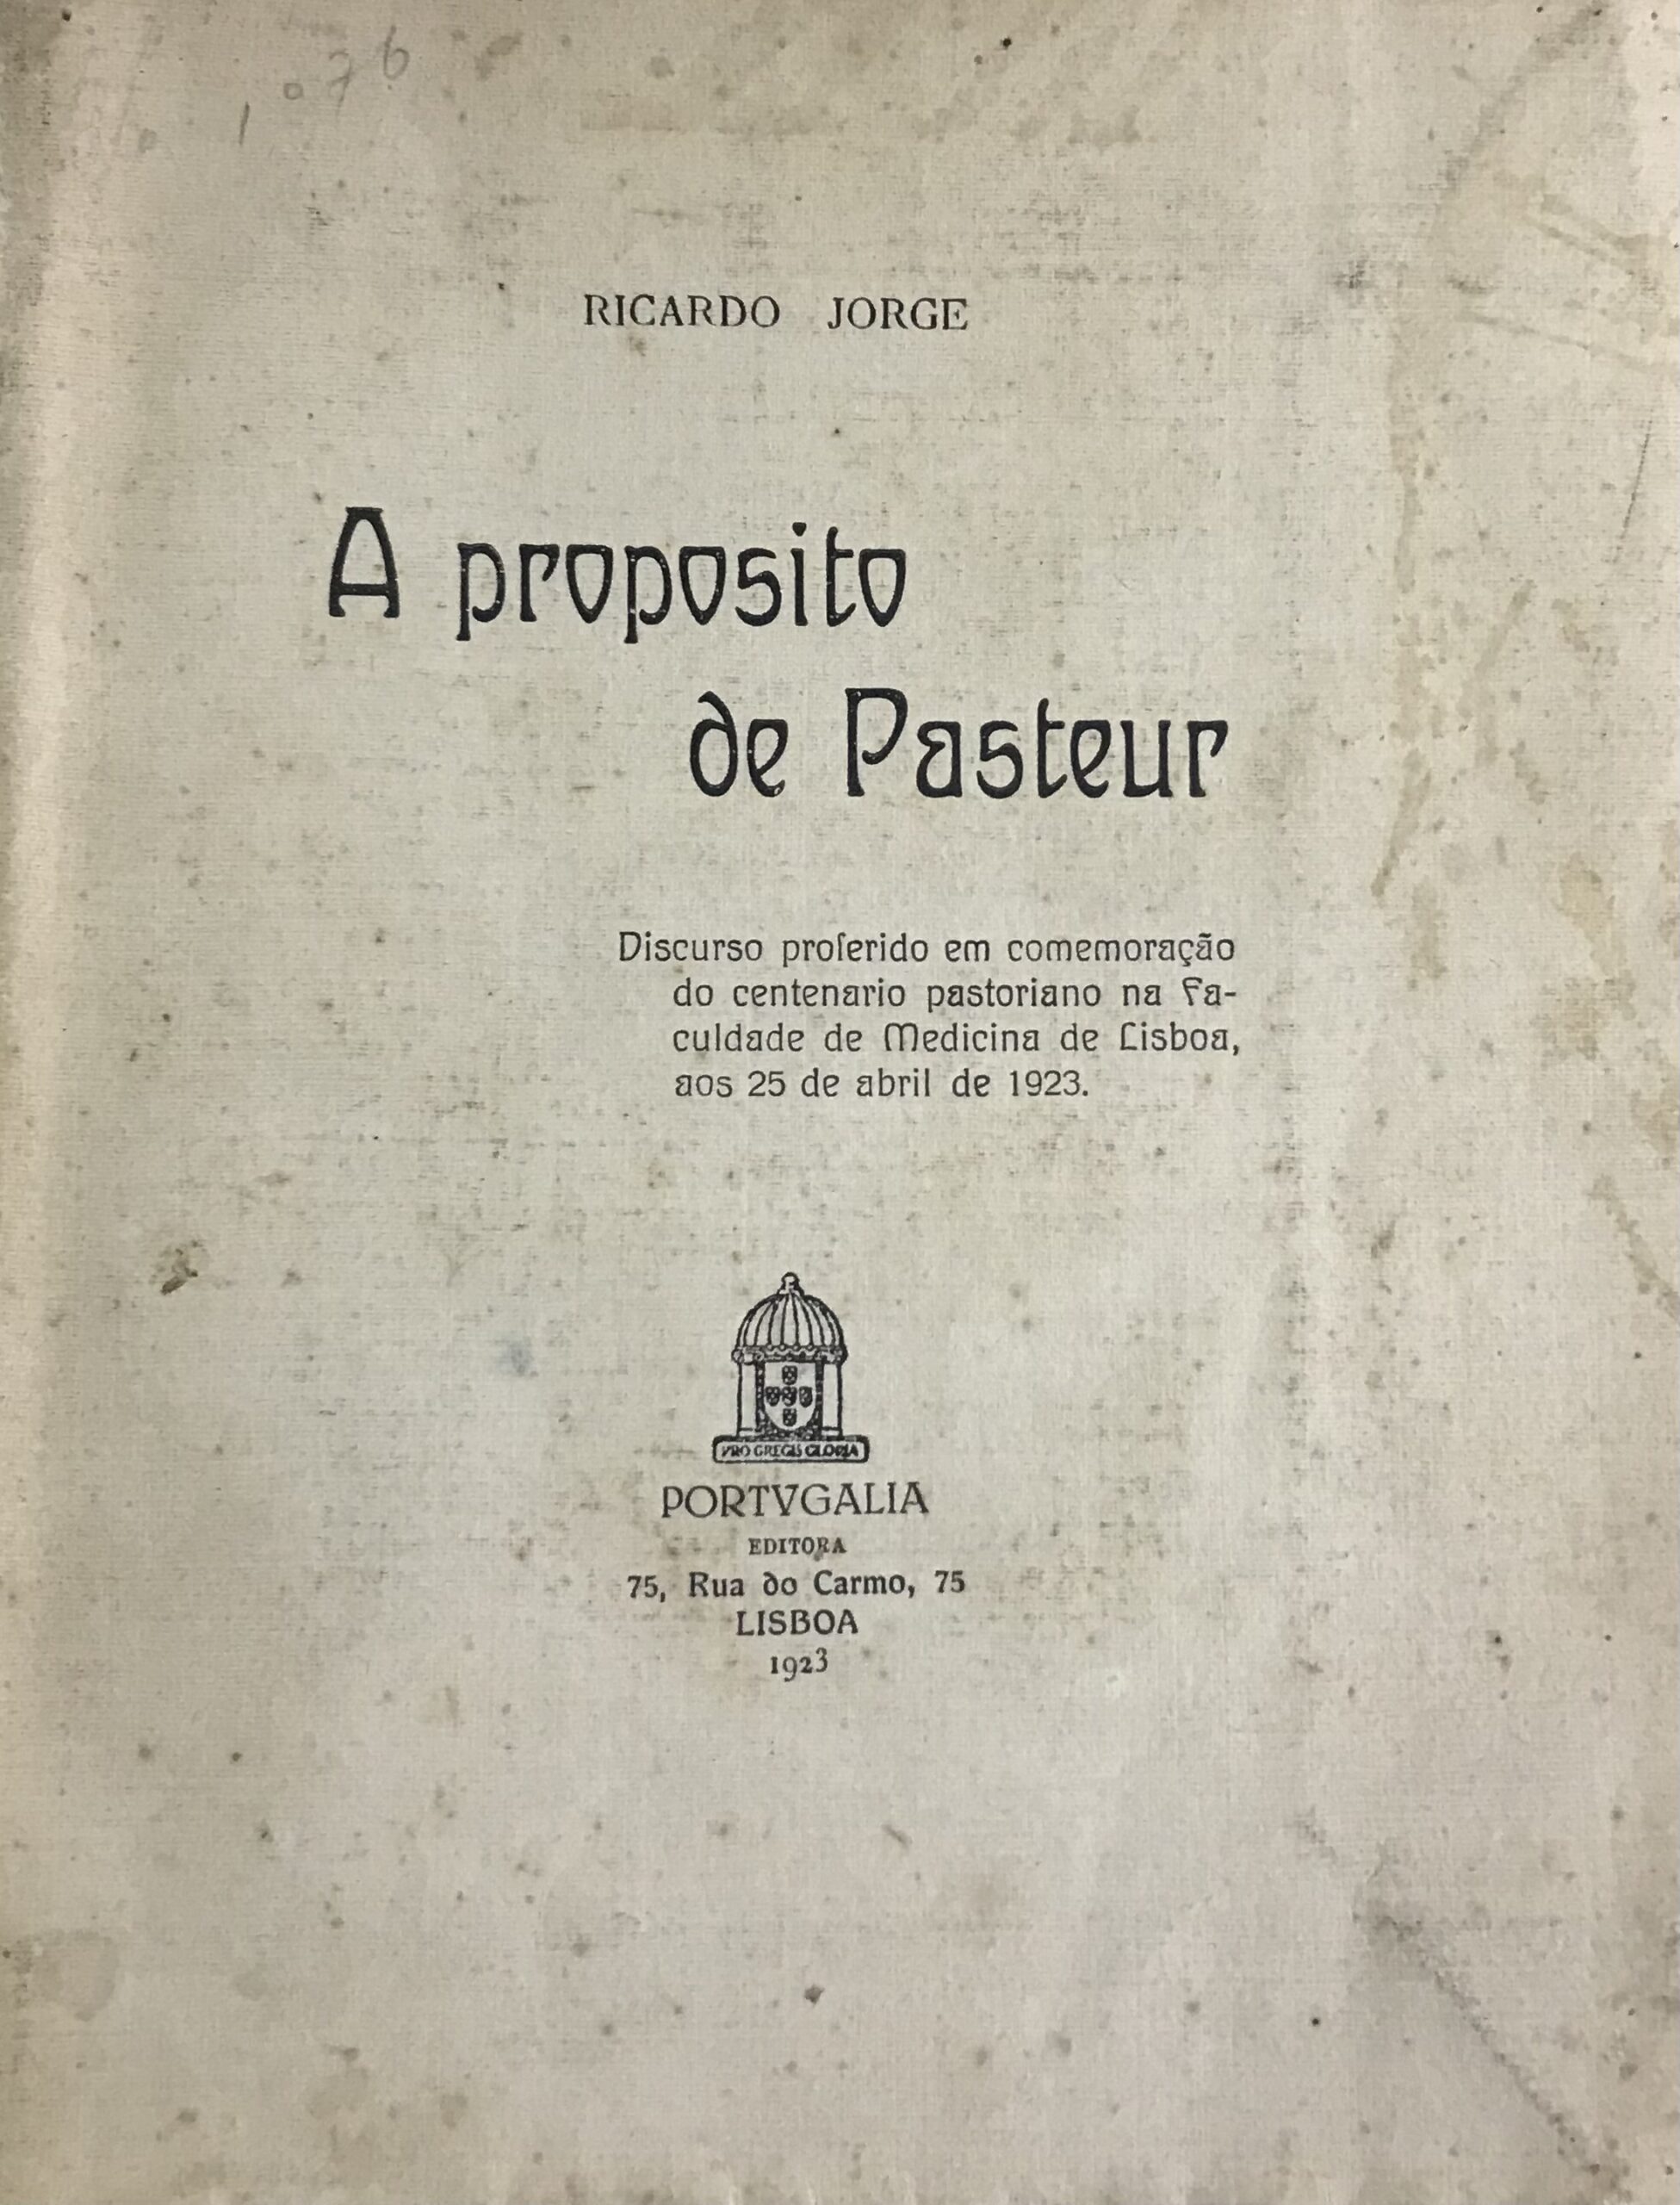 1076
RICARDO JORGE
A proposito
de Pasteur
Discurso proferido em comemoração
do centenario pastoriano na Fa-
culdade de Medicina de Lisboa,
aos 25 de abril de 1923.
PRO GREGIS GLORIA
PORTVGALIA
EDITORA
75, Rua do Carmo, 75
LISBOA
1923